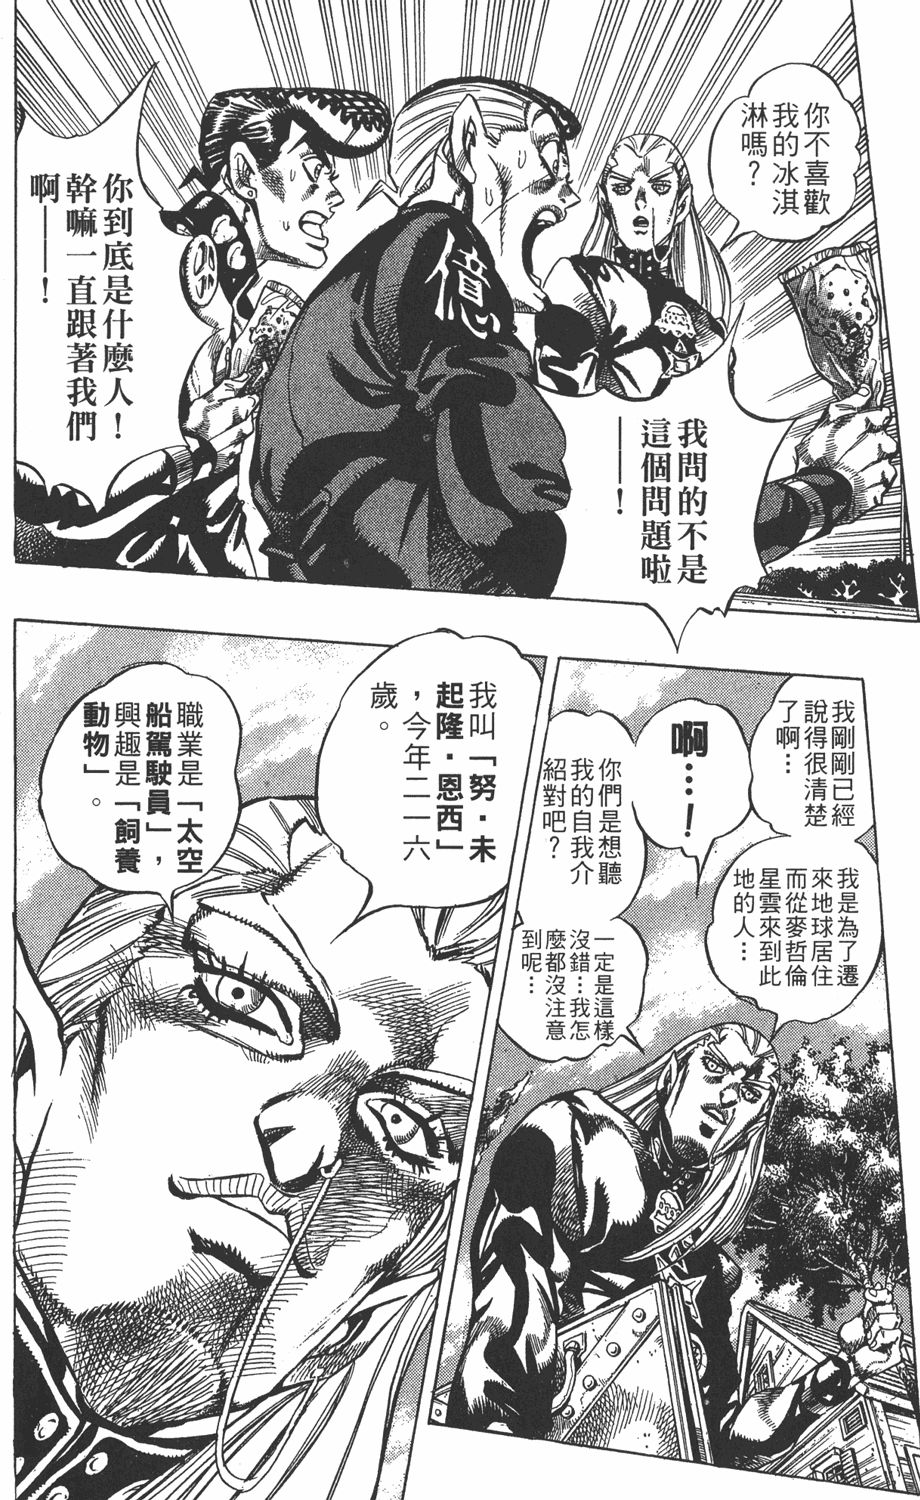 你不喜歡
我的冰淇
淋嗎？
億
我問的不是
這個問題啦
——！
你到底是什麼人！
幹嘛一直跟著我們
啊——！
我剛剛已經
說得很清楚
了啊…
我是為了遷
來地球居住
而從麥哲倫
星雲來到此
地的人…
啊…！
你們是想聽
我的自我介
紹對吧？
一定是這樣
沒錯…我怎
麼都沒注意
到呢…
我叫「努·未
起隆·恩西」
，今年二一六
歲。
職業是「太空
船駕駛員」，
興趣是「飼養
動物」。